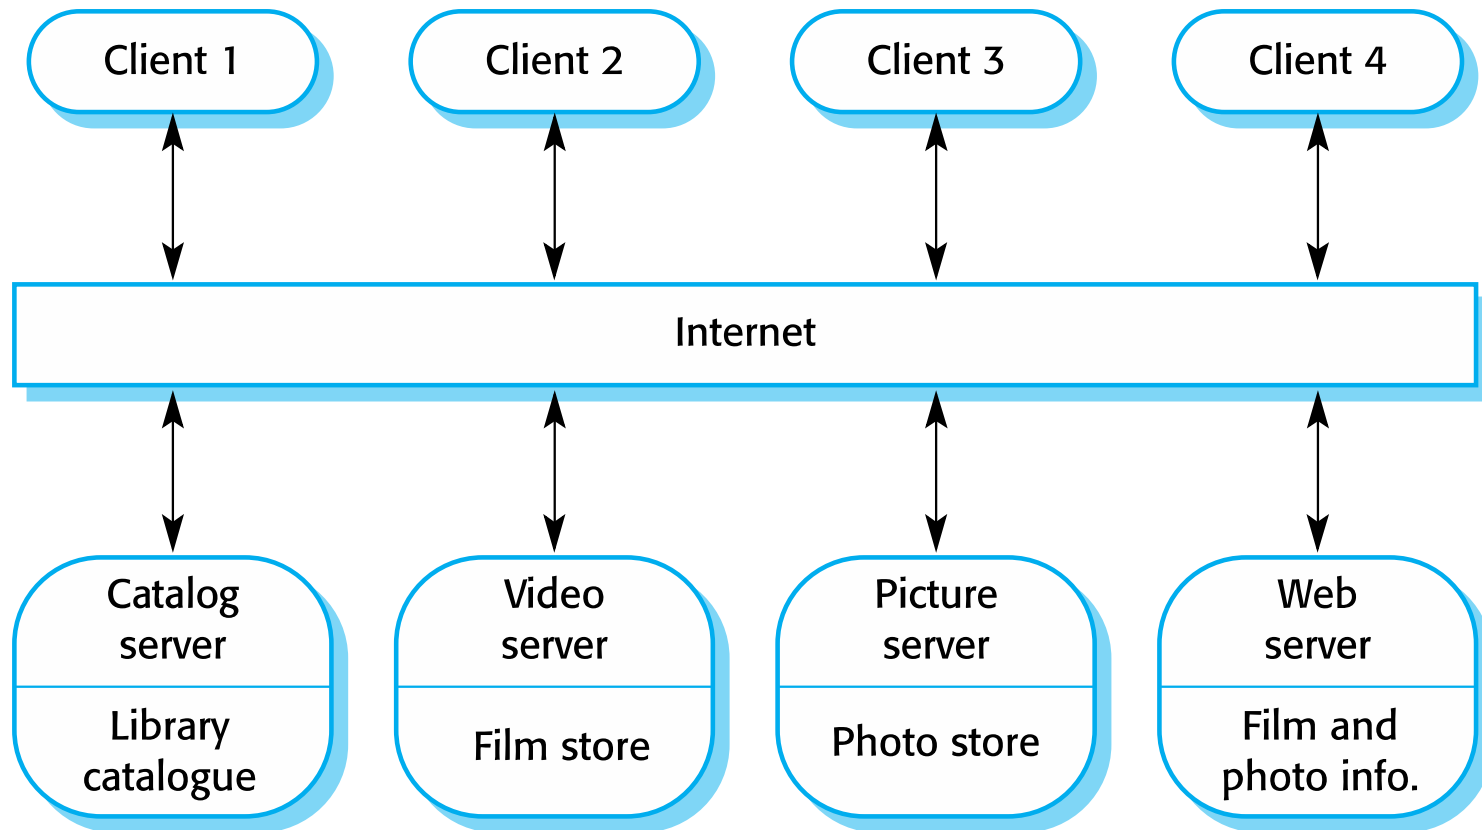 Client 1
Client 2
Client 3
Client 4
Internet
Catalog
server
Library
catalogue
Video
server
Film store
Picture
server
Photo store
Web
server
Film and
photo info.